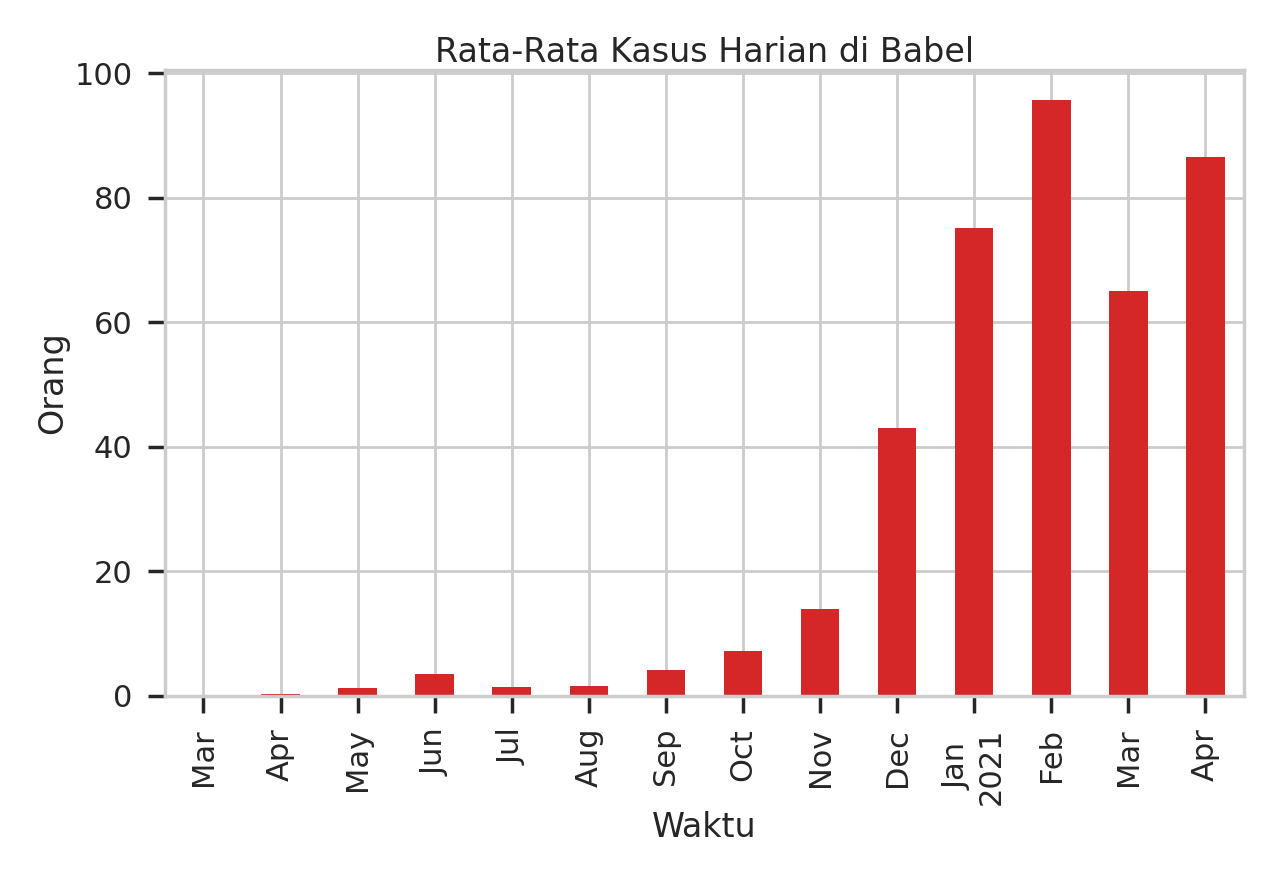 Rata-Rata Kasus Harian di Babel
100
80
60
40
20
0
Orang
Mar
Apr
May
Jun
Jul
Aug
Sep
Oct
Nov
Dec
Jan
2021
Feb
Mar
Apr
Waktu